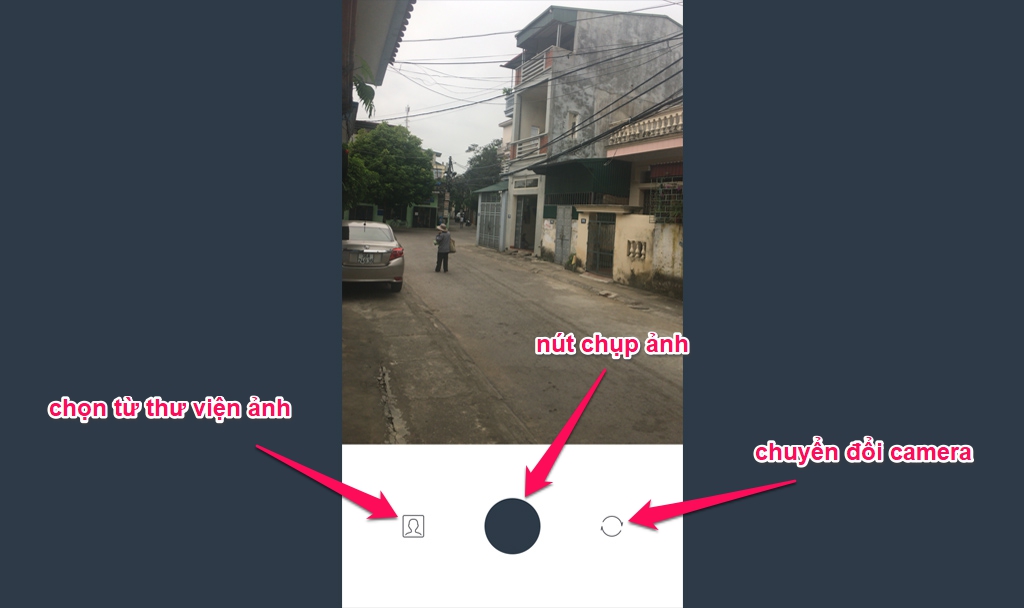 nút chụp ảnh
chọn từ thư viện ảnh
chuyển đổi camera